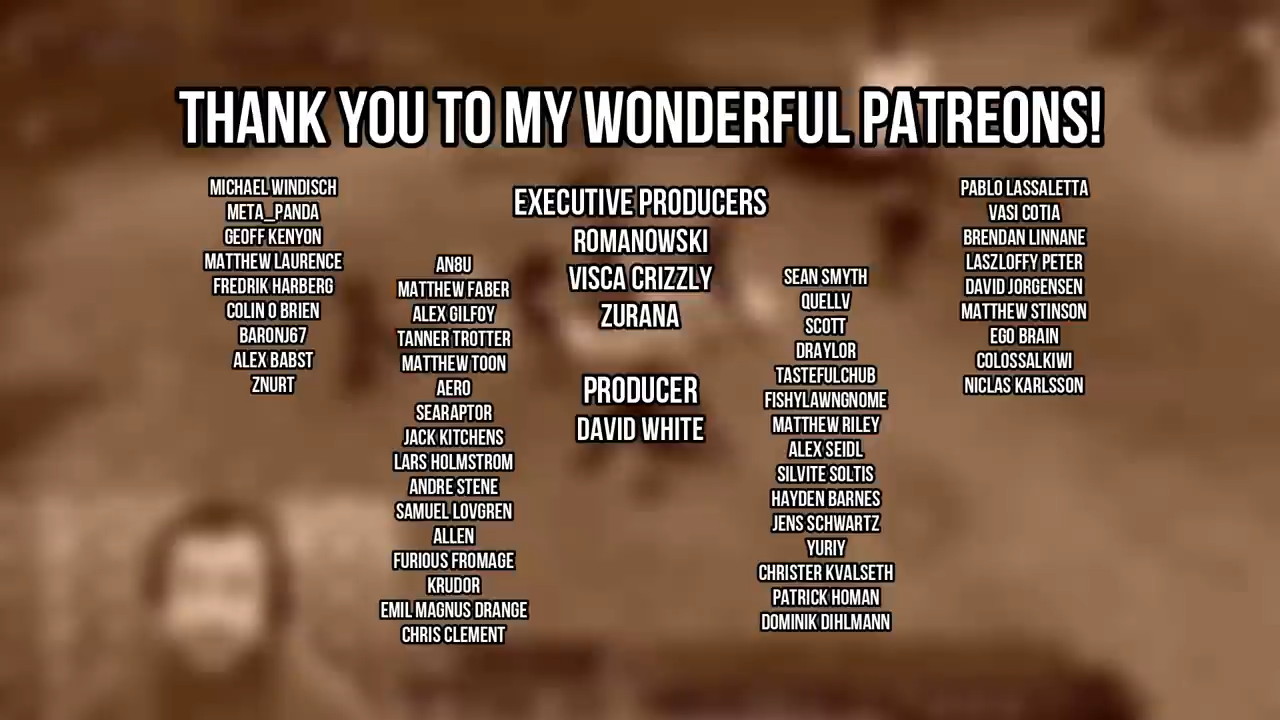 THANK YOU TO MY WONDERFUL PATREONS!
MICHAEL WINDISCH
META_PANDA
GEOFF KENYON
MATTHEW LAURENCE
FREDRIK HARBERG
COLIN O BRIEN
BARONJ67
ALEX BABST
ZNURT
AN8U
MATTHEW FABER
ALEX GILFOY
TANNER TROTTER
MATTHEW TOON
AERO
SEARAPTOR
JACK KITCHENS
LARS HOLMSTROM
ANDRE STENE
SAMUEL LOVGREN
ALLEN
FURIOUS FROMAGE
KRUDOR
EMIL MAGNUS DRANGE
CHRIS CLEMENT
EXECUTIVE PRODUCERS
ROMANOWSKI
VISCA CRIZZLY
ZURANA
PRODUCER
DAVID WHITE
SEAN SMYTH
QUELLV
SCOTT
DRAYLOR
TASTEFULCHUB
FISHYLAWNGNOME
MATTHEW RILEY
ALEX SEIDL
SILVITE SOLTIS
HAYDEN BARNES
JENS SCHWARTZ
YURIY
CHRISTER KVALSETH
PATRICK HOMAN
DOMINIK DIHLMANN
PABLO LASSALETTA
VASI COTIA
BRENDAN LINNANE
LASZLOFFY PETER
DAVID JORGENSEN
MATTHEW STINSON
EGO BRAIN
COLOSSALKIWI
NICLAS KARLSSON